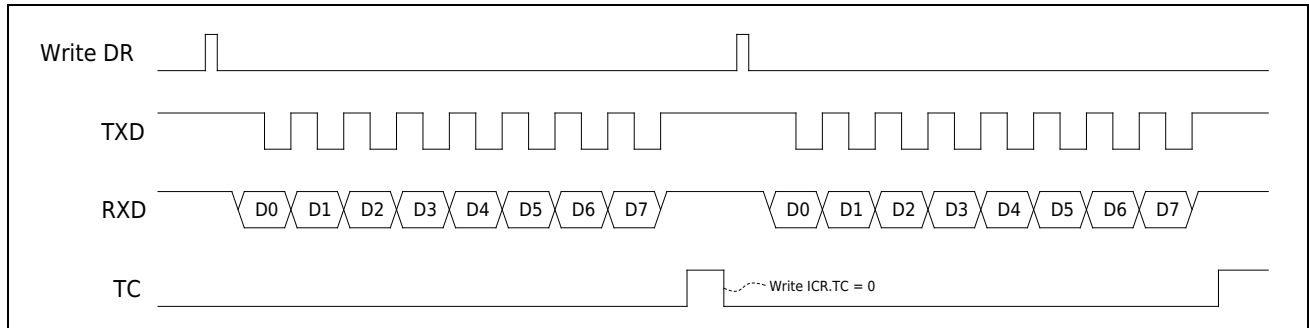 Write DR
TXD
RXD D0 D1 D2 D3 D4 D5 D6 D7 D0 D1 D2 D3 D4 D5 D6 D7
TC Write ICR.TC = 0